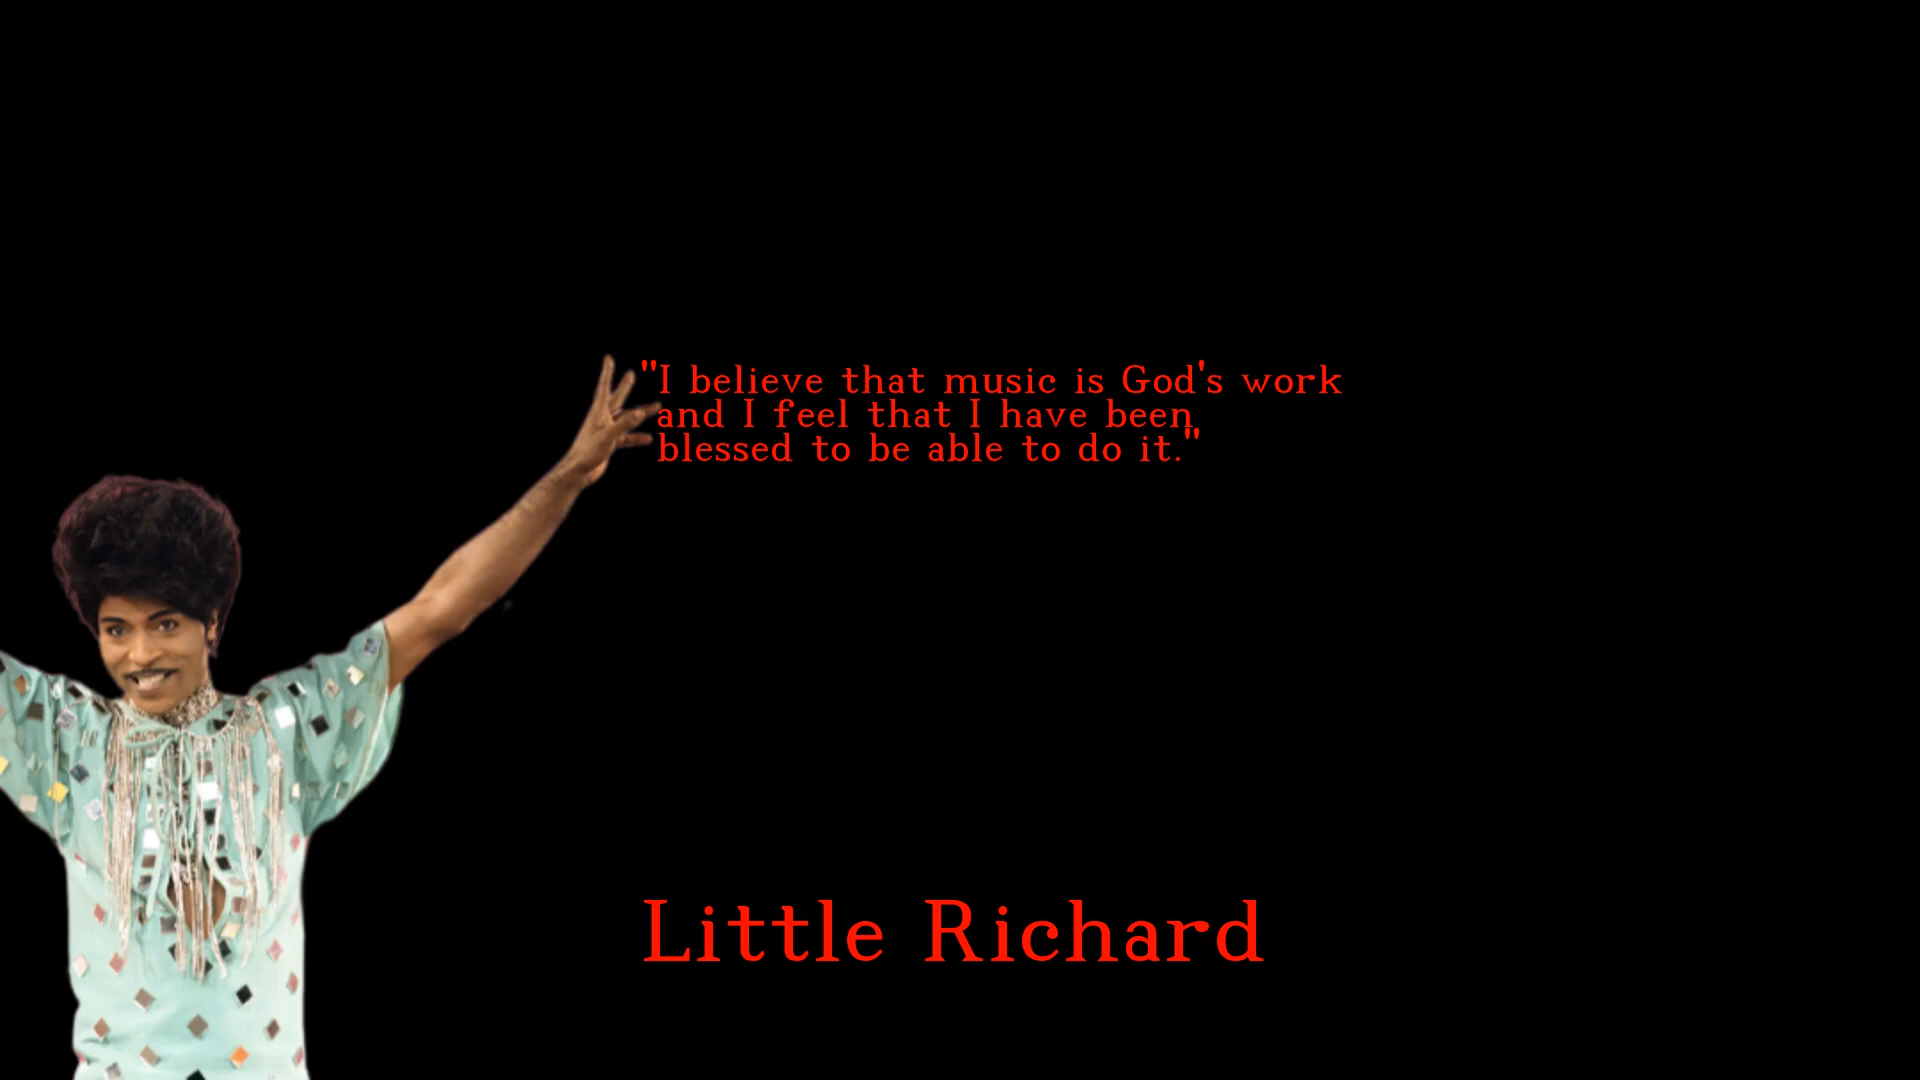 "I believe that music is God's work
and I feel that I have been
blessed to be able to do it."
Little Richard